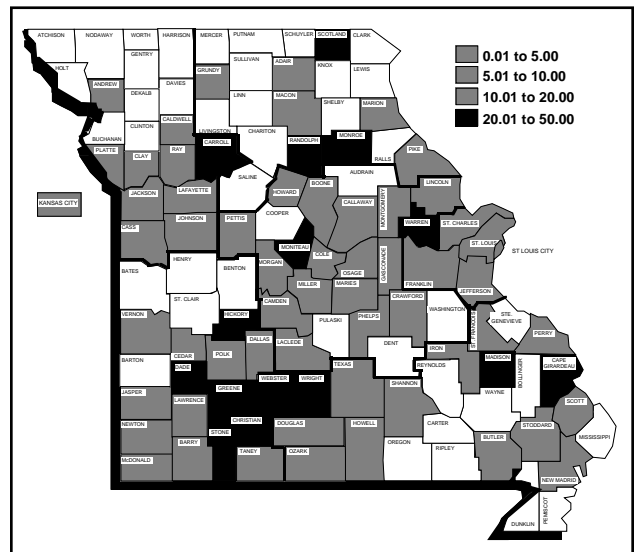 ATCHISON NODAWAY WORTH HARRISON MERCER PUTNAM SCHUYLER SCOTLAND CLARK
HOLT GENTRY SULLIVAN ADAIR KNOX LEWIS
ANDREW DEKALB DAVIES GRUNDY LINN MACON SHELBY MARION
BUCHANAN CLINTON CALDWELL LIVINGSTON CHARITON RANDOLPH MONROE RALLS PIKE
PLATTE CLAY RAY CARROLL SALINE AUDRAIN
KANSAS CITY
JACKSON LAFAYETTE HOWARD BOONE CALLAWAY MONTGOMERY LINCOLN
CASS JOHNSON PETTIS COOPER WARREN ST. CHARLES
MONITEAU COLE OSAGE GASCONADE ST. LOUIS ST LOUIS CITY
BATES HENRY BENTON MORGAN MILLER MARIES FRANKLIN JEFFERSON
VERNON ST. CLAIR HICKORY CAMDEN PULASKI PHELPS CRAWFORD WASHINGTON ST. FRANCOIS STE. GENEVIEVE
PERRY
BARTON CEDAR POLK DALLAS LACLEDE DENT IRON MADISON BOLLINGER CAPE GIRARDEAU
DADE GREENE WEBSTER WRIGHT TEXAS REYNOLDS
JASPER LAWRENCE SHANNON WAYNE SCOTT
NEWTON CHRISTIAN DOUGLAS HOWELL CARTER STODDARD
McDONALD BARRY STONE TANEY OZARK OREGON RIPLEY BUTLER MISSISSIPPI
NEW MADRID
DUNKLIN PEMISCOT
0.01 to 5.00
5.01 to 10.00
10.01 to 20.00
20.01 to 50.00